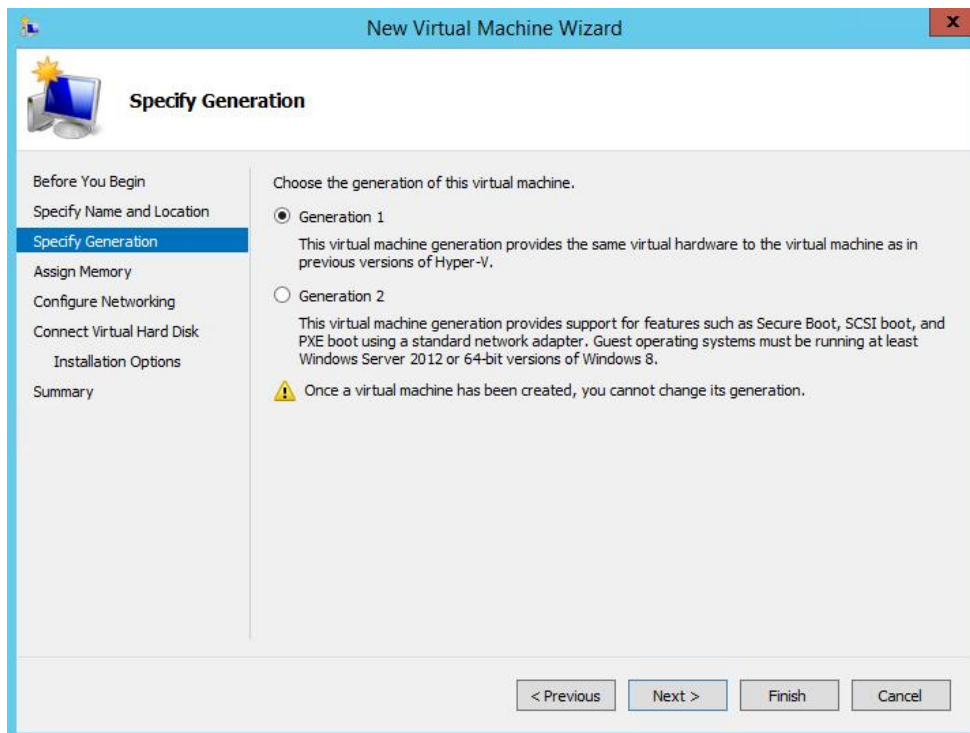 New Virtual Machine Wizard
x
Specify Generation
Before You Begin
Specify Name and Location
Specify Generation
Assign Memory
Configure Networking
Connect Virtual Hard Disk
Installation Options
Summary
Choose the generation of this virtual machine.
Generation 1
This virtual machine generation provides the same virtual hardware to the virtual machine as in
previous versions of Hyper-V.
Generation 2
This virtual machine generation provides support for features such as Secure Boot, SCSI boot, and
PXE boot using a standard network adapter. Guest operating systems must be running at least
Windows Server 2012 or 64-bit versions of Windows 8.
Once a virtual machine has been created, you cannot change its generation.
< Previous
Next >
Finish
Cancel